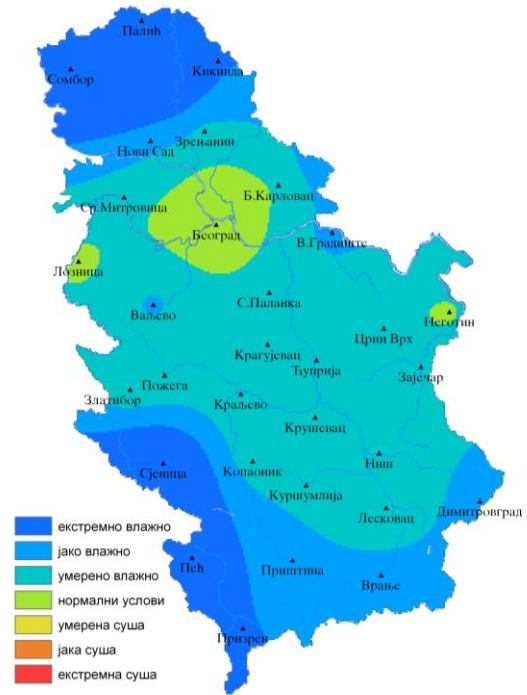 Палић
Сомбор
Кикинда
Зрењанин
Нови Сад
Б.Карловац
Ср.Митровица
Београд
В.Градиште
Лозница
С.Паланка
Ваљево
Неготин
Црни Врх
Крагујевац
Ћуприја
Зајечар
Пожега
Златибор
Краљево
Крушевац
Ниш
Копаоник
Сјеница
Куршумлија
Димитровград
Лесковац
екстремно влажно
јако влажно
Пећ
Приштина
Врање
умерено влажно
нормални услови
умерена суша
Призрен
јака суша
екстремна суша